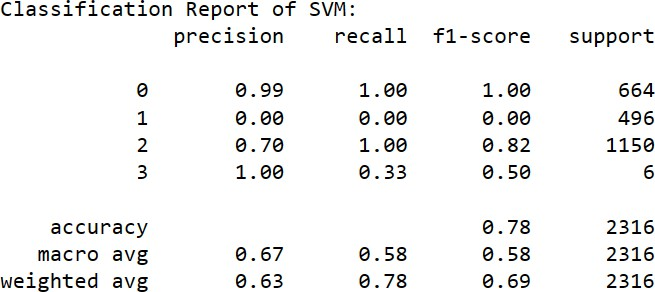 Classification Report of SVM:
precision recall f1-score support
0 0.99 1.00 1.00 664
1 0.00 0.00 0.00 496
2 0.70 1.00 0.82 1150
3 1.00 0.33 0.50 6
accuracy 0.78 2316
macro avg 0.67 0.58 0.58 2316
weighted avg 0.63 0.78 0.69 2316